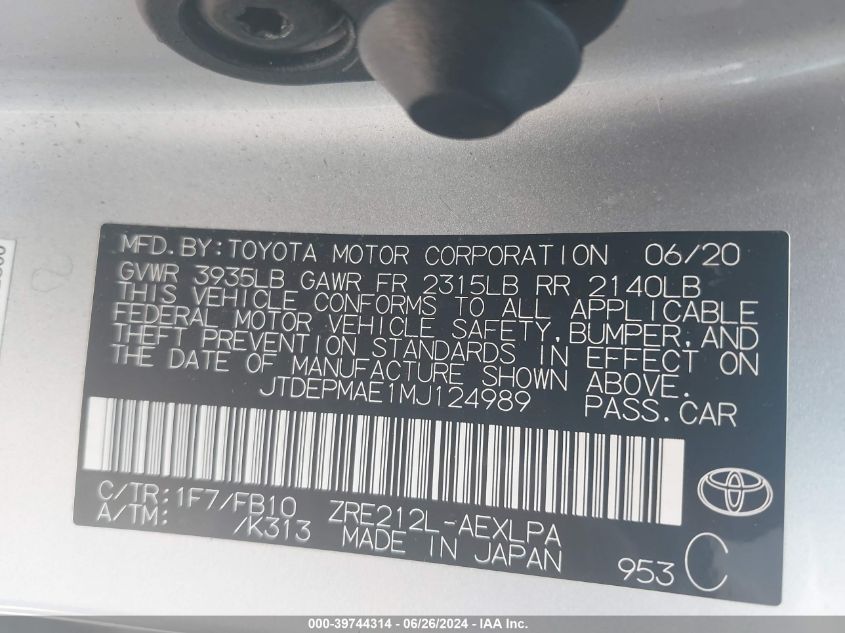 MFD.BY:TOYOTA MOTOR CORPORATION 06/20
GVWR 3935LB GAWR FR 2315LB RR 2140LB
THIS VEHICLE CONFORMS TO ALL APPLICABLE
FEDERAL MOTOR VEHICLE SAFETY, BUMPER, AND
THEFT PREVENTION STANDARDS IN EFFECT ON
THE DATE OF MANUFACTURE SHOWN ABOVE.
JTDEPMAE1MJ124989 PASS.CAR
C/TR:1F7/FB10 ZRE212L-AEXLPA
A/TM: /K313 MADE IN JAPAN
953 C
000-39744314 - 06/26/2024 - IAA Inc.